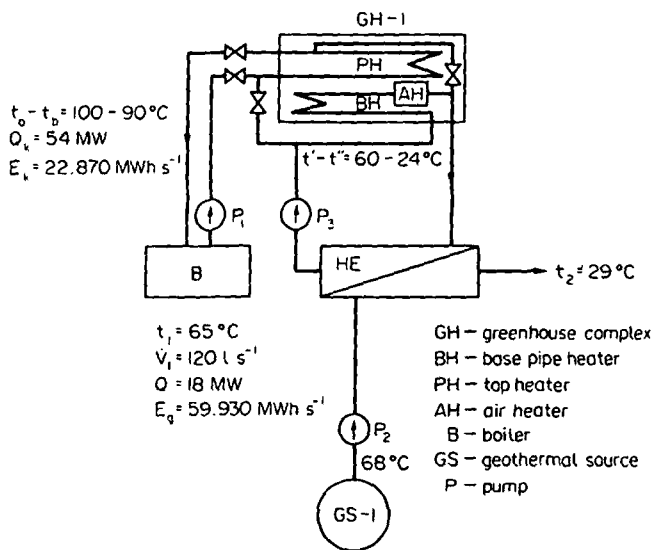 GH-1
PH
AH
BH
t₀-t_b=100-90°C
Q_k=54 MW
E_k=22.870 MWh s⁻¹
t'-t"=60-24°C
P₁
P₃
B
HE
t₂=29°C
t₁=65°C
V̇₁=120 l s⁻¹
Q=18 MW
E_g=59.930 MWh s⁻¹
P₂
68°C
GS-1
GH-greenhouse complex
BH-base pipe heater
PH-top heater
AH-air heater
B-boiler
GS-geothermal source
P-pump